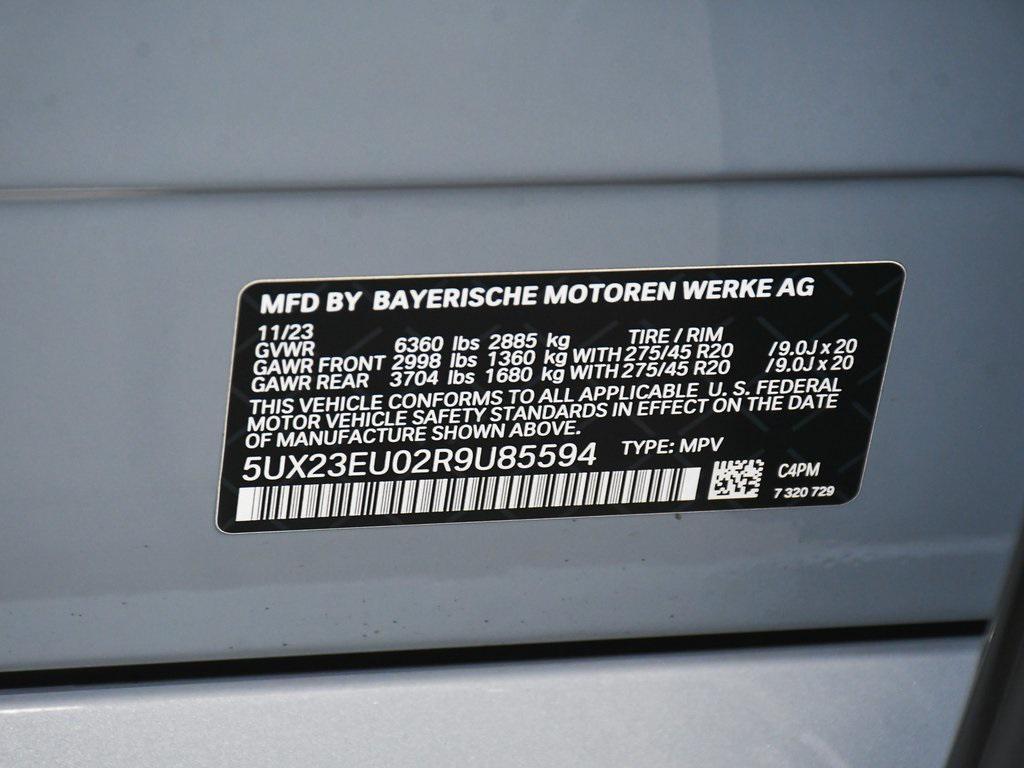 MFD BY BAYERISCHE MOTOREN WERKE AG
11/23 TIRE / RIM
GVWR 6360 lbs 2885 kg
GAWR FRONT 2998 lbs 1360 kg WITH 275/45 R20 / 9.0J x 20
GAWR REAR 3704 lbs 1680 kg WITH 275/45 R20 / 9.0J x 20
THIS VEHICLE CONFORMS TO ALL APPLICABLE U. S. FEDERAL
MOTOR VEHICLE SAFETY STANDARDS IN EFFECT ON THE DATE
OF MANUFACTURE SHOWN ABOVE.
5UX23EU02R9U85594 TYPE: MPV
C4PM
7 320 729